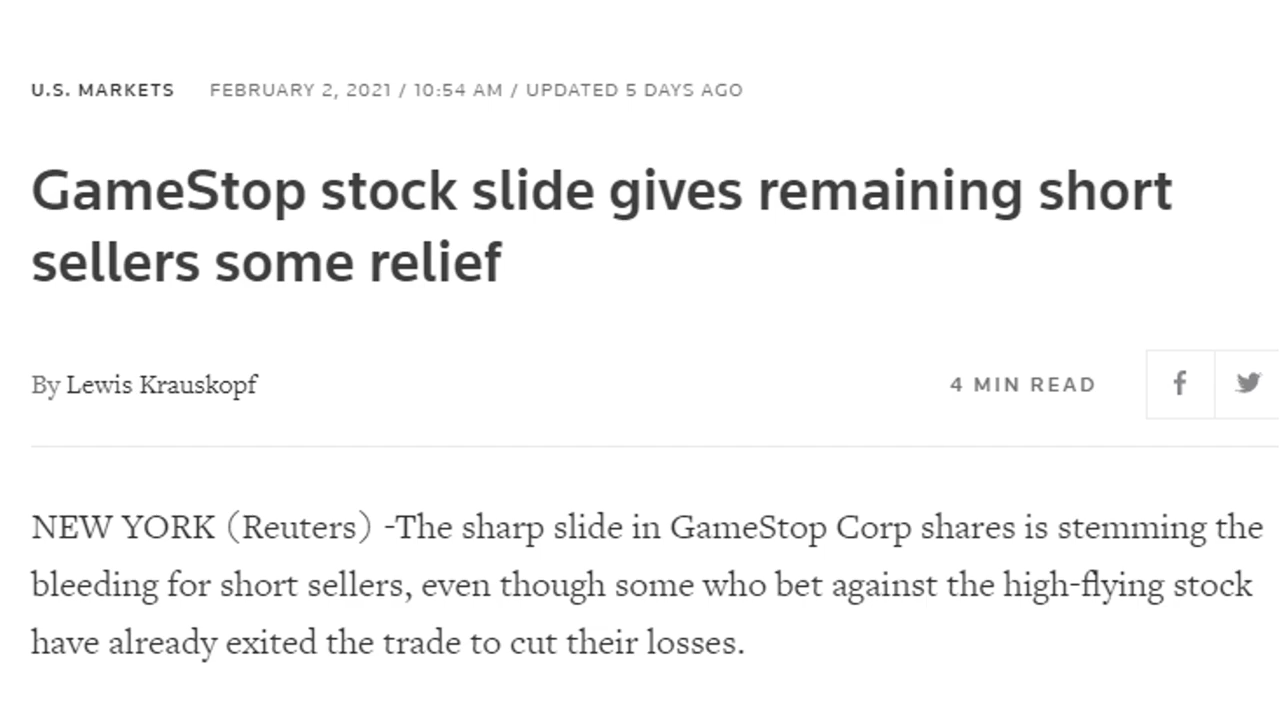 U.S. MARKETS FEBRUARY 2, 2021 / 10:54 AM / UPDATED 5 DAYS AGO
GameStop stock slide gives remaining short
sellers some relief
By Lewis Krauskopf 4 MIN READ
NEW YORK (Reuters) -The sharp slide in GameStop Corp shares is stemming the
bleeding for short sellers, even though some who bet against the high-flying stock
have already exited the trade to cut their losses.